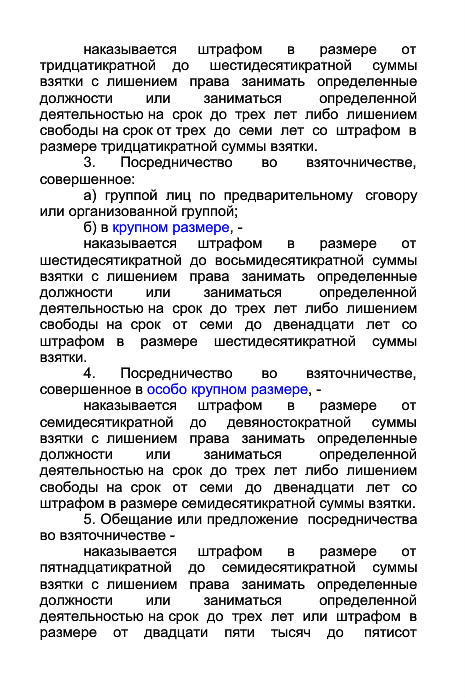 наказывается штрафом в размере от
тридцатикратной до шестидесятикратной суммы
взятки с лишением права занимать определенные
должности или заниматься определенной
деятельностью на срок до трех лет либо лишением
свободы на срок от трех до семи лет со штрафом в
размере тридцатикратной суммы взятки.
3. Посредничество во взяточничестве,
совершенное:
а) группой лиц по предварительному сговору
или организованной группой;
б) в крупном размере, -
наказывается штрафом в размере от
шестидесятикратной до восьмидесятикратной суммы
взятки с лишением права занимать определенные
должности или заниматься определенной
деятельностью на срок до трех лет либо лишением
свободы на срок от семи до двенадцати лет со
штрафом в размере шестидесятикратной суммы
взятки.
4. Посредничество во взяточничестве,
совершенное в особо крупном размере, -
наказывается штрафом в размере от
семидесятикратной до девяностократной суммы
взятки с лишением права занимать определенные
должности или заниматься определенной
деятельностью на срок до трех лет либо лишением
свободы на срок от семи до двенадцати лет со
штрафом в размере семидесятикратной суммы взятки.
5. Обещание или предложение посредничества
во взяточничестве -
наказывается штрафом в размере от
пятнадцатикратной до семидесятикратной суммы
взятки с лишением права занимать определенные
должности или заниматься определенной
деятельностью на срок до трех лет или штрафом в
размере от двадцати пяти тысяч до пятисот